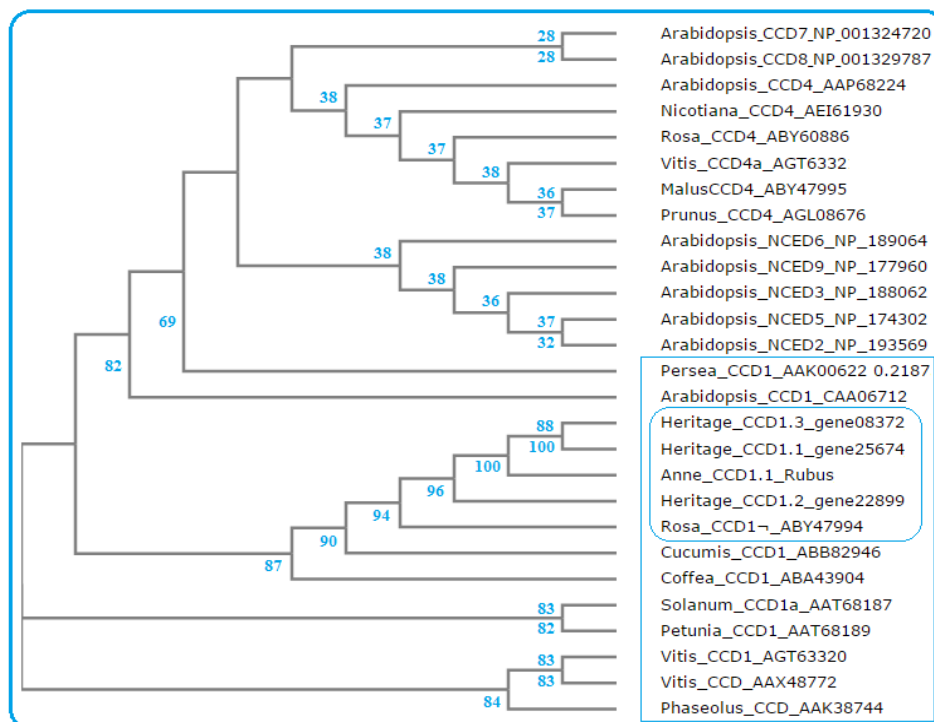 28 Arabidopsis_CCD7_NP_001324720
28 Arabidopsis_CCD8_NP_001329787
38 Arabidopsis_CCD4_AAP68224
37 Nicotiana_CCD4_AEI61930
37 Rosa_CCD4_ABY60886
38 Vitis_CCD4a_AGT6332
36 MalusCCD4_ABY47995
37 Prunus_CCD4_AGL08676
38 Arabidopsis_NCED6_NP_189064
38 Arabidopsis_NCED9_NP_177960
36 Arabidopsis_NCED3_NP_188062
69 37 Arabidopsis_NCED5_NP_174302
32 Arabidopsis_NCED2_NP_193569
82 Persea_CCD1_AAK00622 0.2187
Arabidopsis_CCD1_CAA06712
88 Heritage_CCD1.3_gene08372
100 Heritage_CCD1.1_gene25674
100 Anne_CCD1.1_Rubus
96 Heritage_CCD1.2_gene22899
94 Rosa_CCD1¬_ABY47994
90 Cucumis_CCD1_ABB82946
87 Coffea_CCD1_ABA43904
83 Solanum_CCD1a_AAT68187
82 Petunia_CCD1_AAT68189
83 Vitis_CCD1_AGT63320
83 Vitis_CCD_AAX48772
84 Phaseolus_CCD_AAK38744